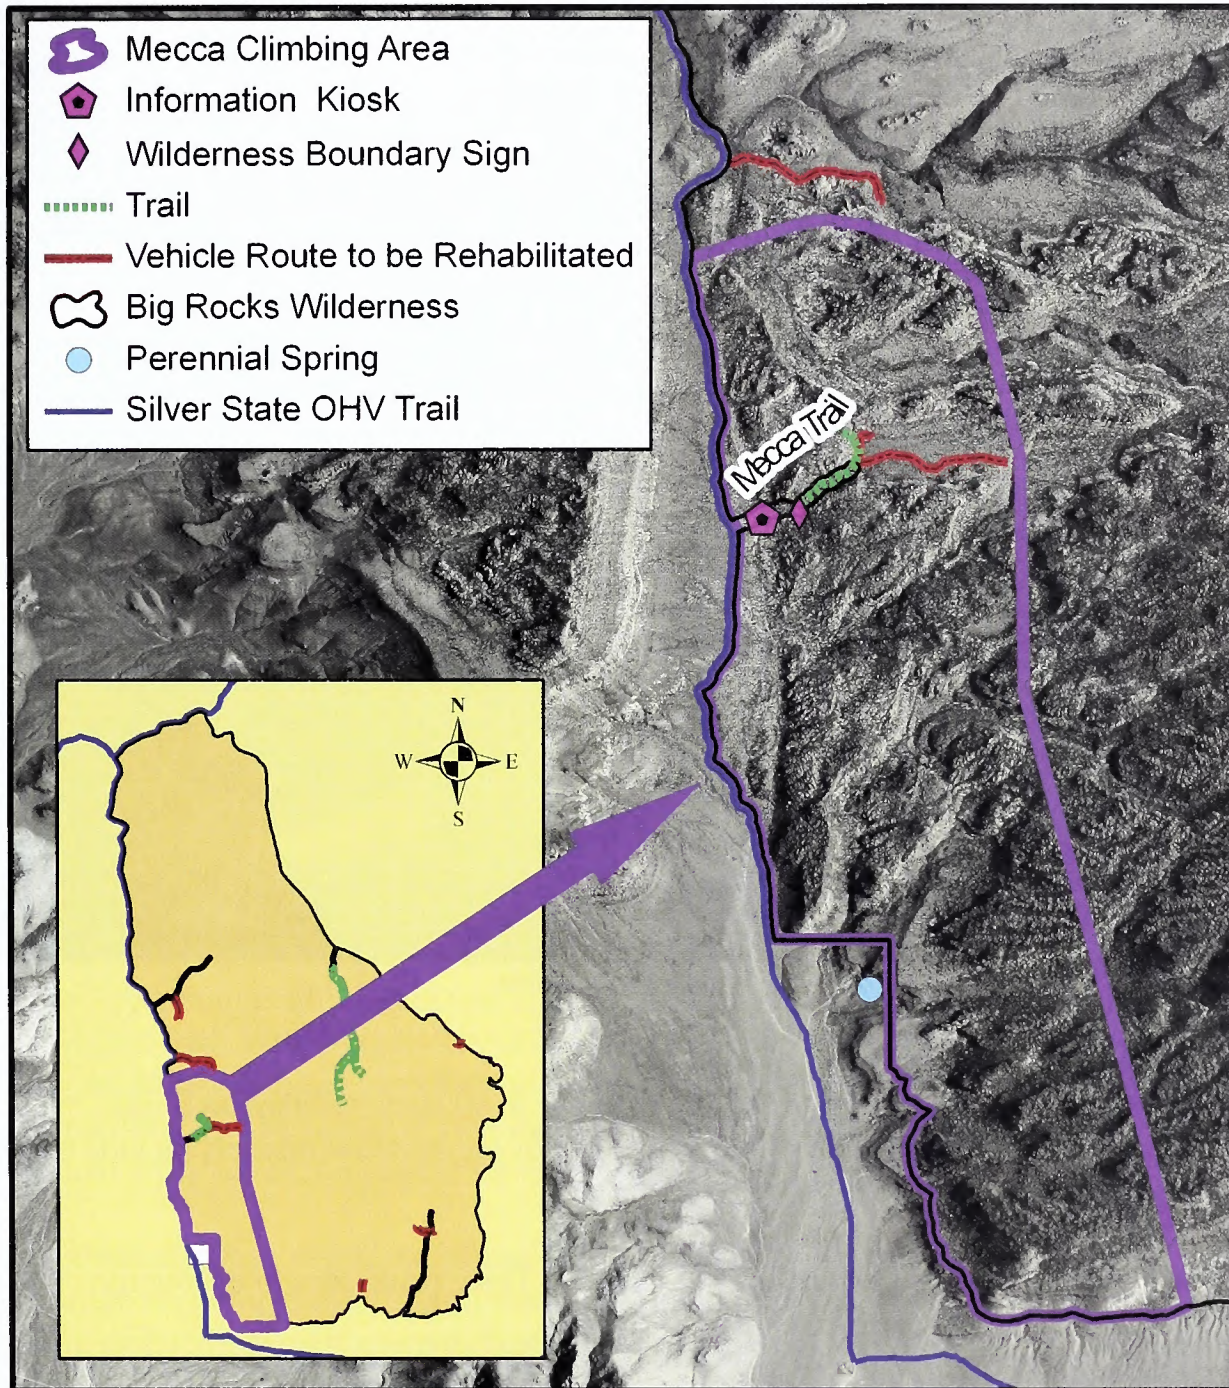 Mecca Climbing Area
Information Kiosk
Wilderness Boundary Sign
Trail
Vehicle Route to be Rehabilitated
Big Rocks Wilderness
Perennial Spring
Silver State OHV Trail
Mecca Trail
N
W E
S